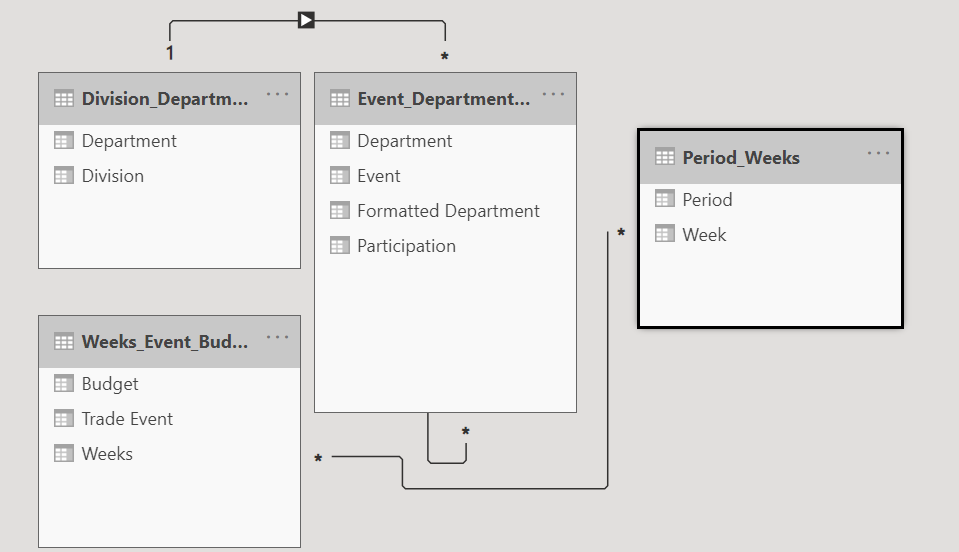 1
*
Division_Departm... ...
Department
Division
Event_Department... ...
Department
Event
Formatted Department
Participation
Period_Weeks ...
Period
Week
*
Weeks_Event_Bud... ...
Budget
Trade Event
Weeks
*
*